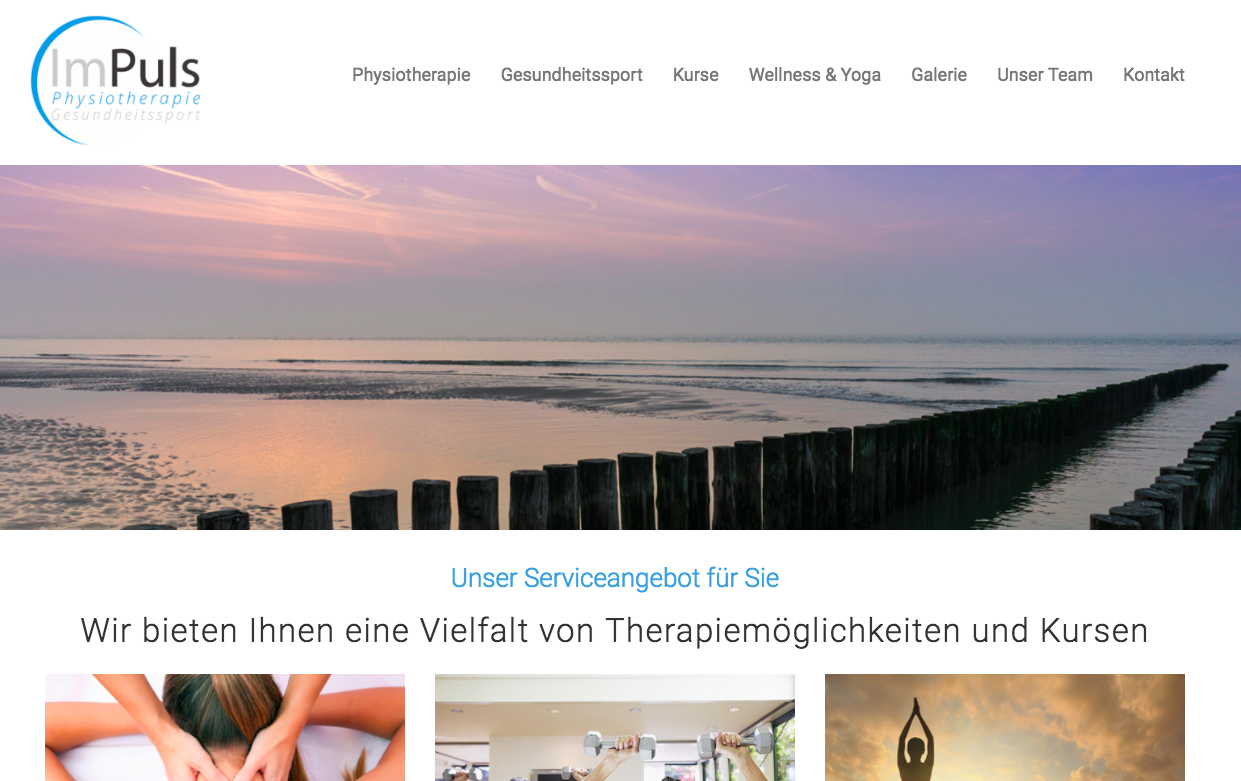 ImPuls
Physiotherapie
Gesundheitssport
Physiotherapie Gesundheitssport Kurse Wellness & Yoga Galerie Unser Team Kontakt
Unser Serviceangebot für Sie
Wir bieten Ihnen eine Vielfalt von Therapiemöglichkeiten und Kursen